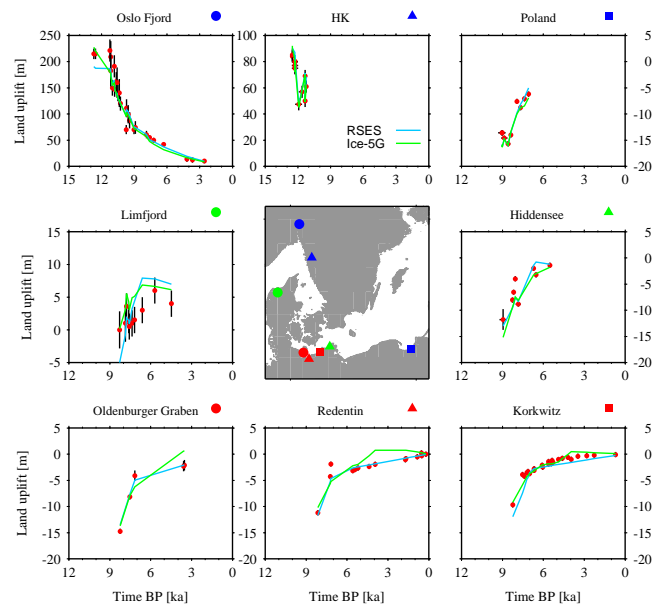 Oslo Fjord HK Poland
250 100 5
200 80 0
150 60 -5
100 40 -10
50 20 -15
0 0 -20
Land uplift [m]
RSES
Ice-5G
15 12 9 6 3 0 15 12 9 6 3 0 12 9 6 3 0
Limfjord Hiddensee
15 0
10 -5
5 -10
0 -15
-5 -20
Land uplift [m]
12 9 6 3 0 12 9 6 3 0
Oldenburger Graben Redentin Korkwitz
5 5 5
0 0 0
-5 -5 -5
-10 -10 -10
-15 -15 -15
-20 -20 -20
Land uplift [m]
12 9 6 3 0 12 9 6 3 0 12 9 6 3 0
Time BP [ka] Time BP [ka] Time BP [ka]